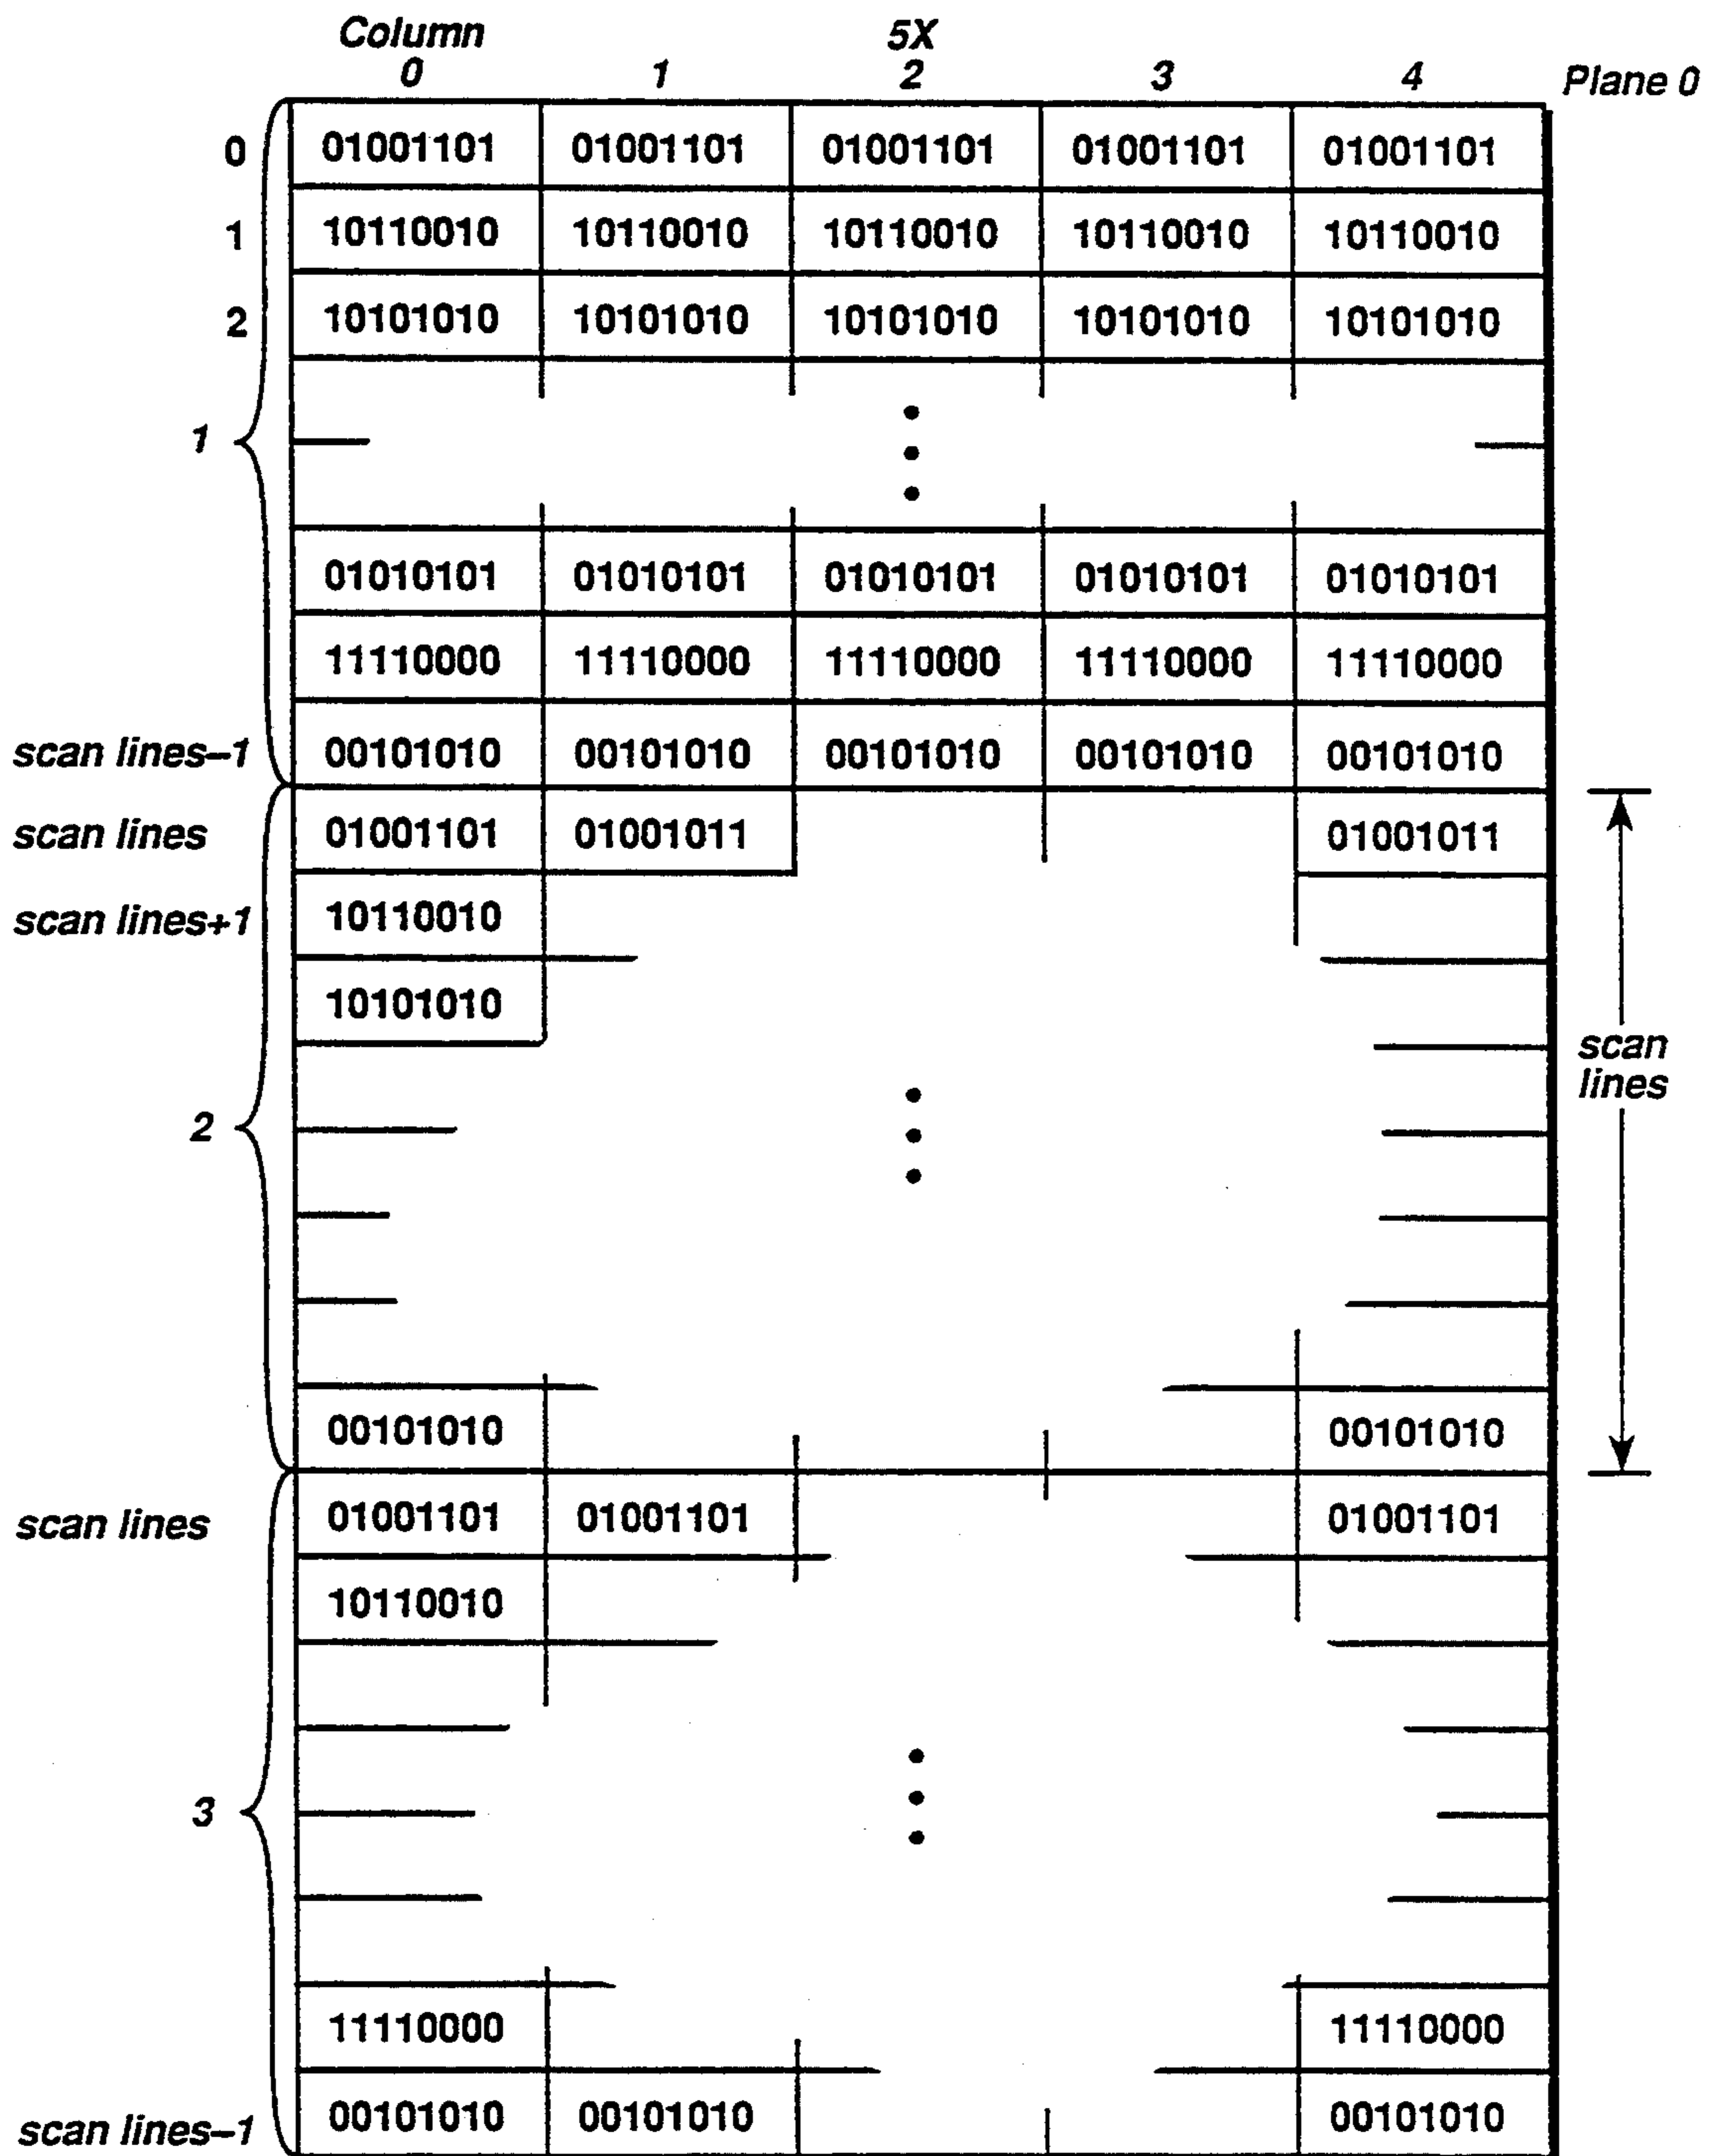 Column 5X
0 1 2 3 4 Plane 0
0 01001101 01001101 01001101 01001101 01001101
1 10110010 10110010 10110010 10110010 10110010
2 10101010 10101010 10101010 10101010 10101010
1
01010101 01010101 01010101 01010101 01010101
11110000 11110000 11110000 11110000 11110000
scan lines–1 00101010 00101010 00101010 00101010 00101010
scan lines 01001101 01001011 01001011
scan lines+1 10110010
10101010
scan
lines
2
00101010 00101010
scan lines 01001101 01001101 01001101
10110010
3
11110000 11110000
scan lines–1 00101010 00101010 00101010